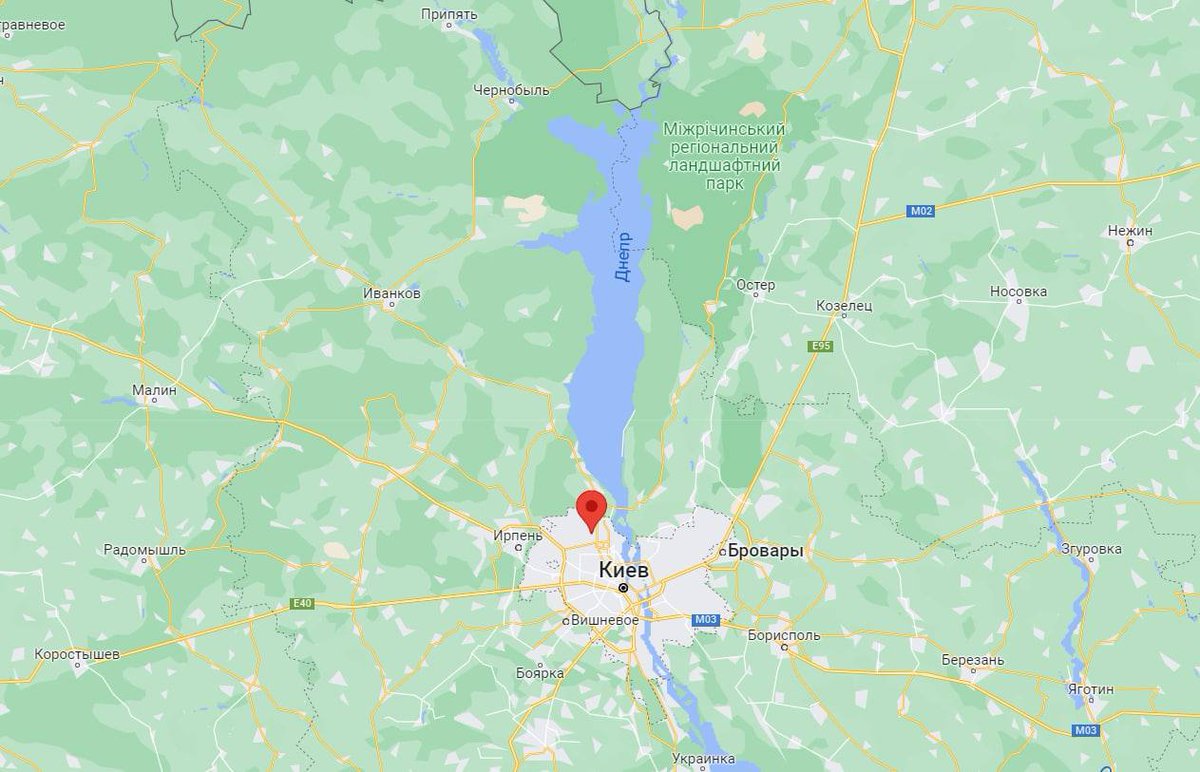 Припять
Чернобыль
Міжрічинський
регіональний
ландшафтний
парк
M02
Нежин
Днепр
Остер
Носовка
Иванков
Козелец
E95
Малин
Ирпень
Радомышль
Бровары
Згуровка
Киев
E40
Вишневое
M03
Борисполь
Коростышев
Березань
Боярка
Яготин
M03
Украинка